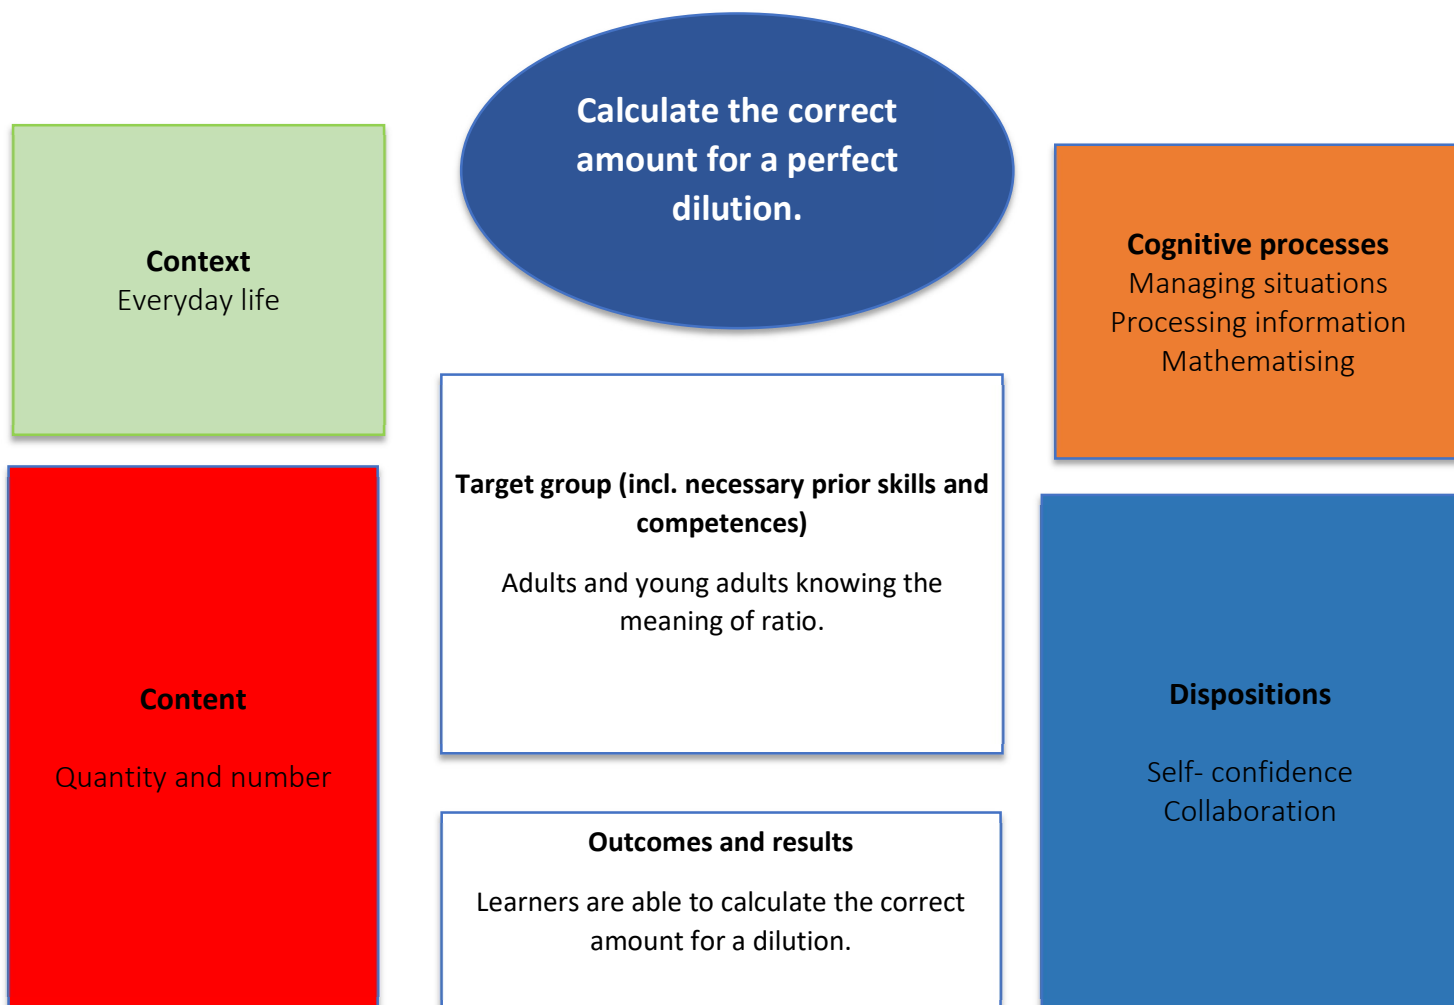 Calculate the correct
amount for a perfect
dilution.
Context
Everyday life
Cognitive processes
Managing situations
Processing information
Mathematising
Target group (incl. necessary prior skills and
competences)
Adults and young adults knowing the
meaning of ratio.
Content
Quantity and number
Dispositions
Self- confidence
Collaboration
Outcomes and results
Learners are able to calculate the correct
amount for a dilution.